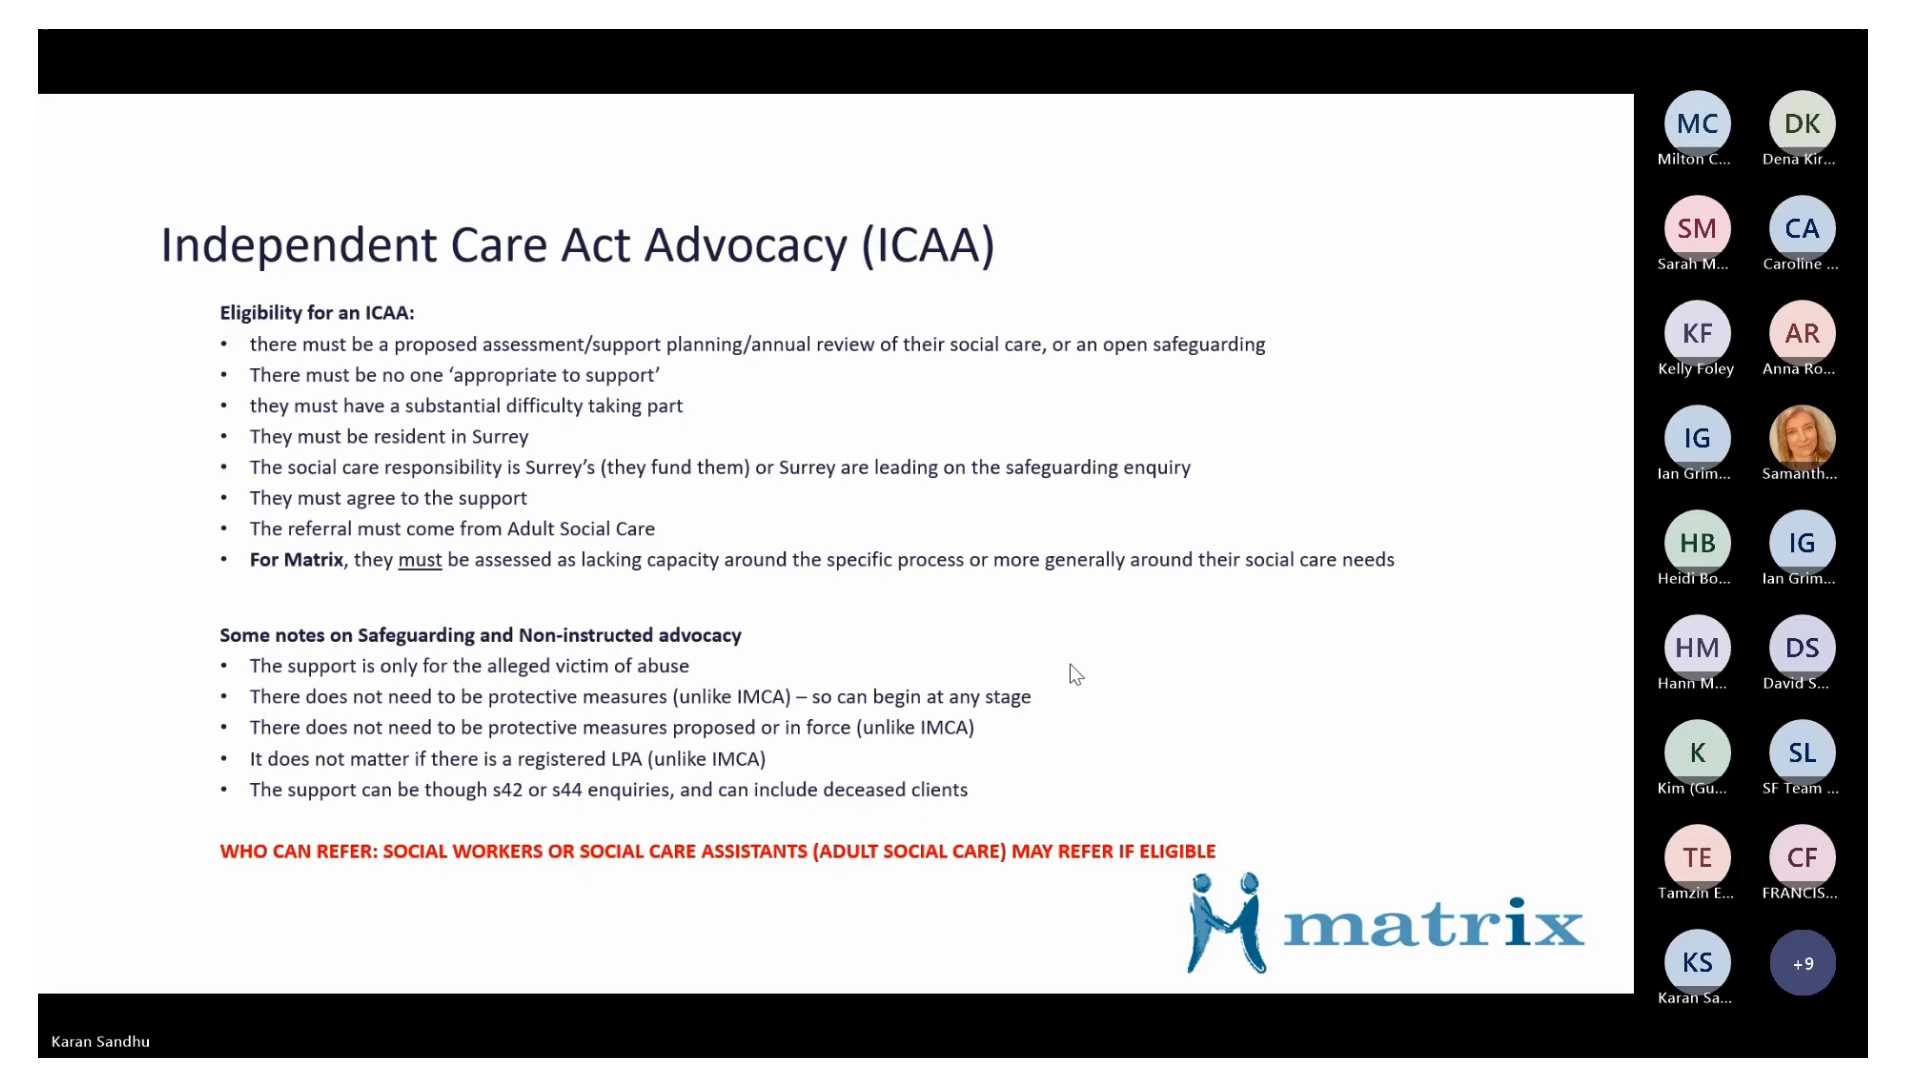 Independent Care Act Advocacy (ICAA)
Eligibility for an ICAA:
• there must be a proposed assessment/support planning/annual review of their social care, or an open safeguarding
• There must be no one ‘appropriate to support’
• they must have a substantial difficulty taking part
• They must be resident in Surrey
• The social care responsibility is Surrey’s (they fund them) or Surrey are leading on the safeguarding enquiry
• They must agree to the support
• The referral must come from Adult Social Care
• For Matrix, they must be assessed as lacking capacity around the specific process or more generally around their social care needs
Some notes on Safeguarding and Non-instructed advocacy
• The support is only for the alleged victim of abuse
• There does not need to be protective measures (unlike IMCA) – so can begin at any stage
• There does not need to be protective measures proposed or in force (unlike IMCA)
• It does not matter if there is a registered LPA (unlike IMCA)
• The support can be though s42 or s44 enquiries, and can include deceased clients
WHO CAN REFER: SOCIAL WORKERS OR SOCIAL CARE ASSISTANTS (ADULT SOCIAL CARE) MAY REFER IF ELIGIBLE
matrix
MC DK
Milton C... Dena Kir...
SM CA
Sarah M... Caroline ...
KF AR
Kelly Foley Anna Ro...
IG
Ian Grim... Samanth...
HB IG
Heidi Bo... Ian Grim...
HM DS
Hann M... David S...
K SL
Kim (Gu... SF Team ...
TE CF
Tamzin E... FRANCIS...
KS +9
Karan Sa...
Karan Sandhu